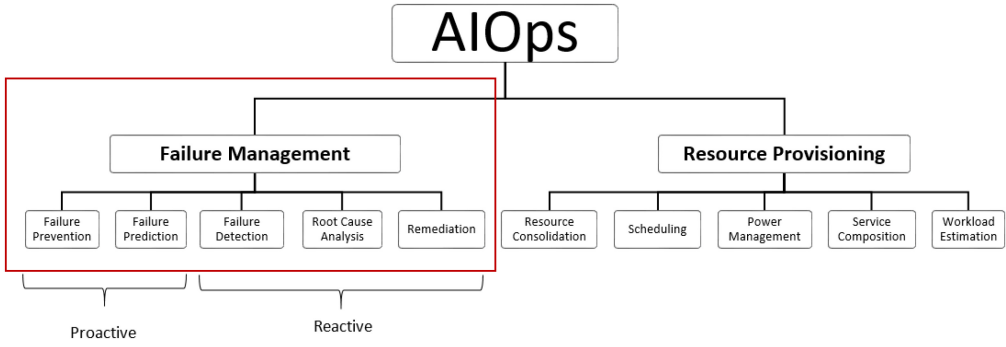 AIOps
Failure Management
Resource Provisioning
Failure
Prevention
Failure
Prediction
Failure
Detection
Root Cause
Analysis
Remediation
Resource
Consolidation
Scheduling
Power
Management
Service
Composition
Workload
Estimation
Proactive
Reactive